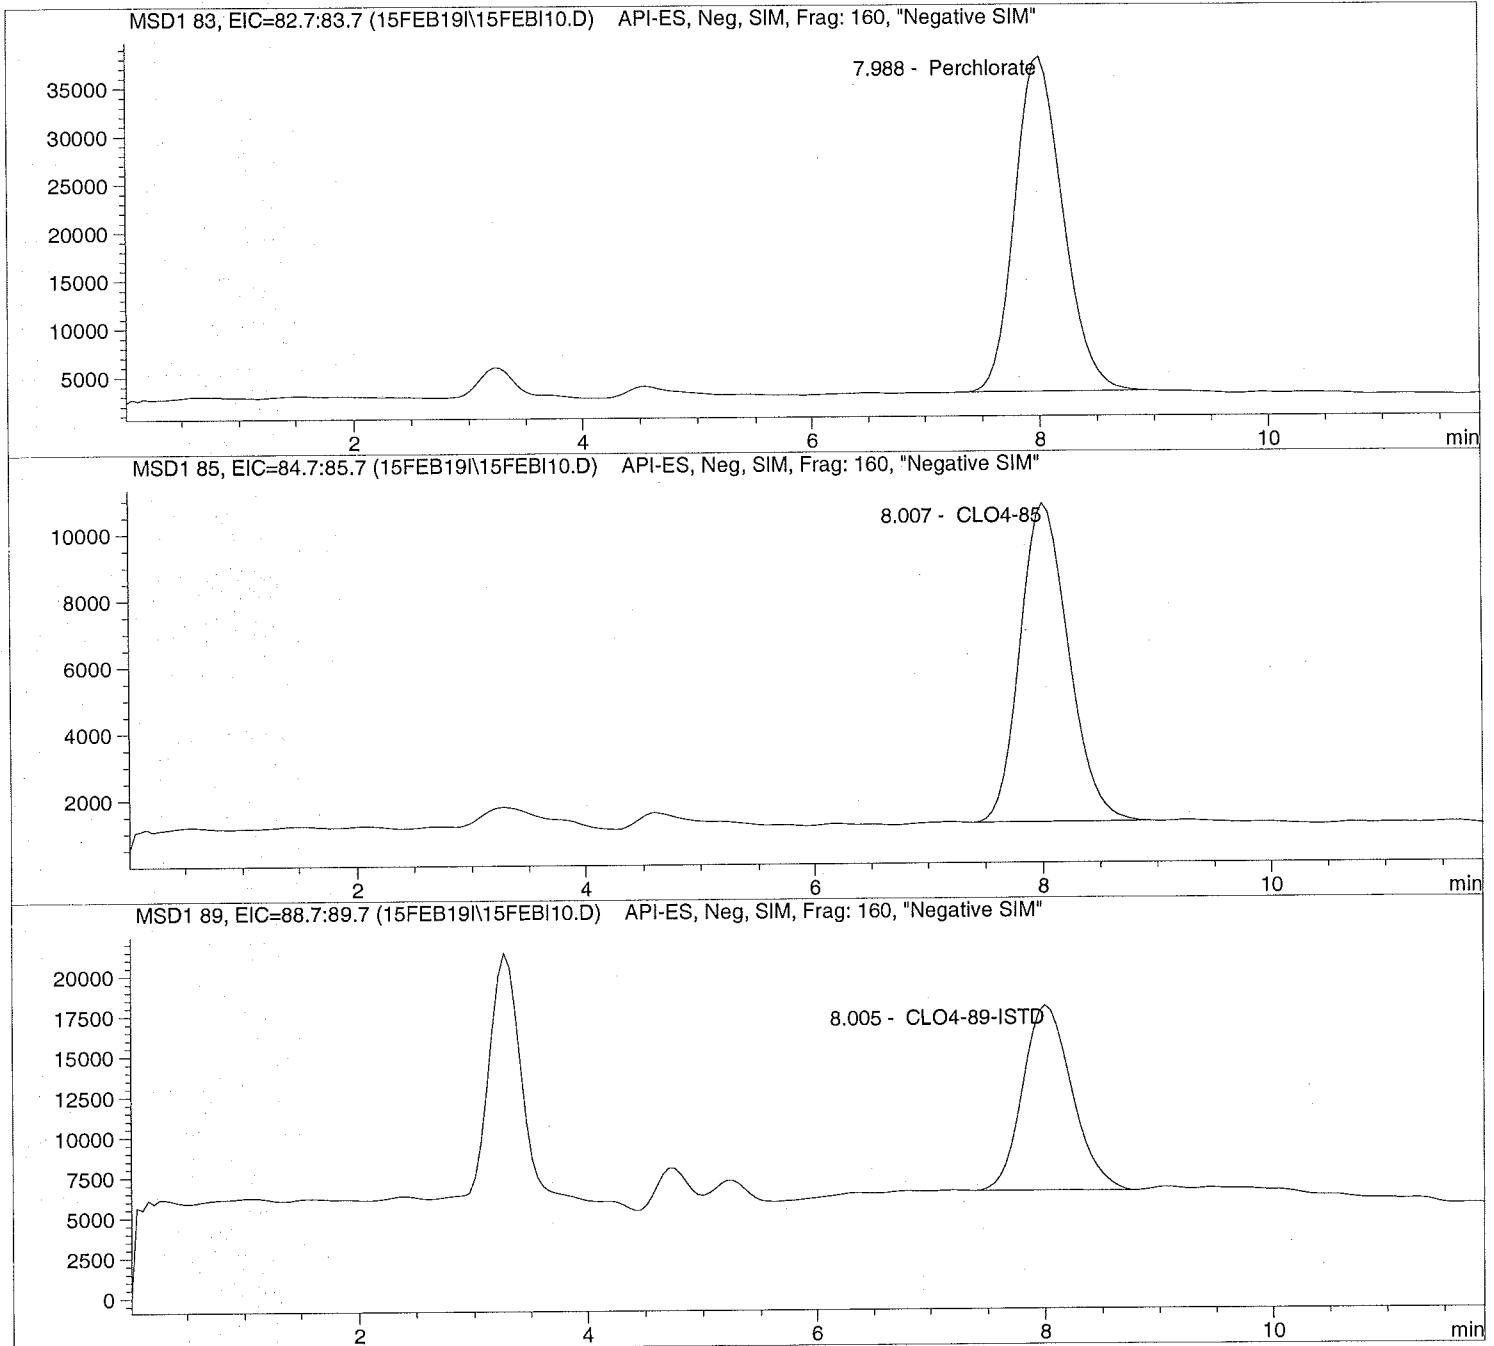 MSD1 83, EIC=82.7:83.7 (15FEB19I\15FEBI10.D) API-ES, Neg, SIM, Frag: 160, "Negative SIM"
7.988 - Perchlorate
35000
30000
25000
20000
15000
10000
5000
2 4 6 8 10 min
MSD1 85, EIC=84.7:85.7 (15FEB19I\15FEBI10.D) API-ES, Neg, SIM, Frag: 160, "Negative SIM"
8.007 - CLO4-85
10000
8000
6000
4000
2000
2 4 6 8 10 min
MSD1 89, EIC=88.7:89.7 (15FEB19I\15FEBI10.D) API-ES, Neg, SIM, Frag: 160, "Negative SIM"
8.005 - CLO4-89-ISTD
20000
17500
15000
12500
10000
7500
5000
2500
0
2 4 6 8 10 min